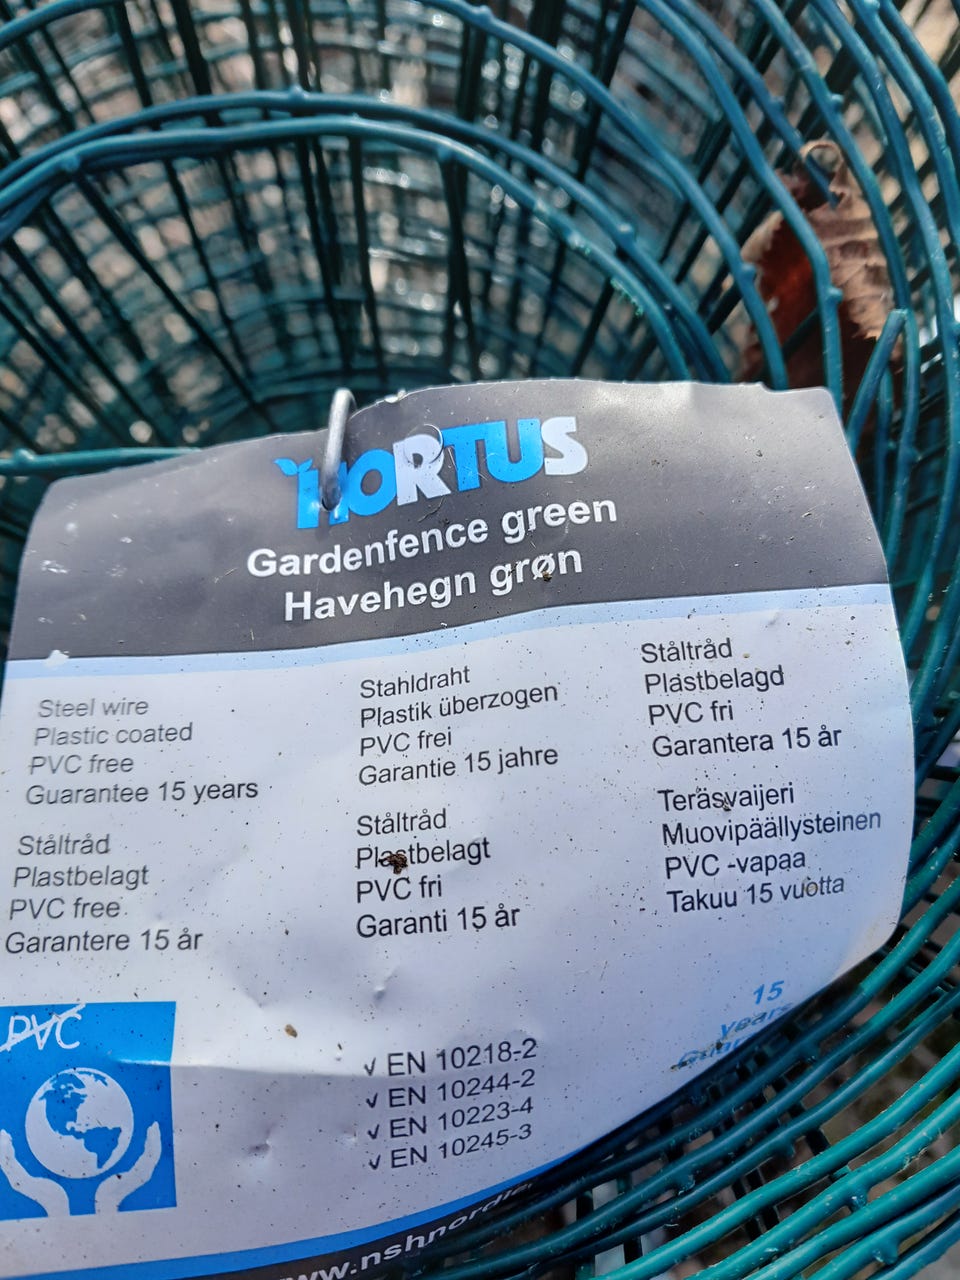 HORTUS
Gardenfence green
Havehegn grøn
Steel wire
Plastic coated
PVC free
Guarantee 15 years
Stahldraht
Plastik überzogen
PVC frei
Garantie 15 jahre
Ståltråd
Plastbelagd
PVC fri
Garantera 15 år
Ståltråd
Plastbelagt
PVC free
Garantere 15 år
Ståltråd
Plastbelagt
PVC fri
Garanti 15 år
Teräsvaijeri
Muovipäällysteinen
PVC -vapaa
Takuu 15 vuotta
PVC
✓ EN 10218-2
✓ EN 10244-2
✓ EN 10223-4
✓ EN 10245-3
15
years